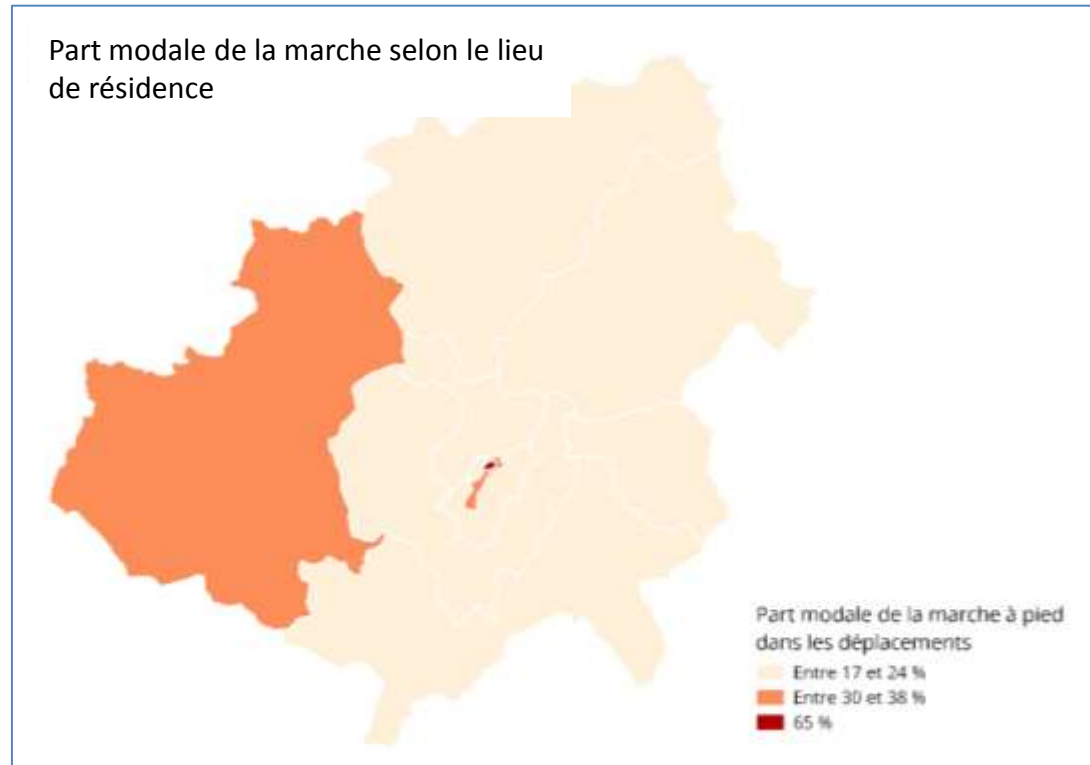 Part modale de la marche selon le lieu
de résidence
Part modale de la marche à pied
dans les déplacements
Entre 17 et 24 %
Entre 30 et 38 %
65 %